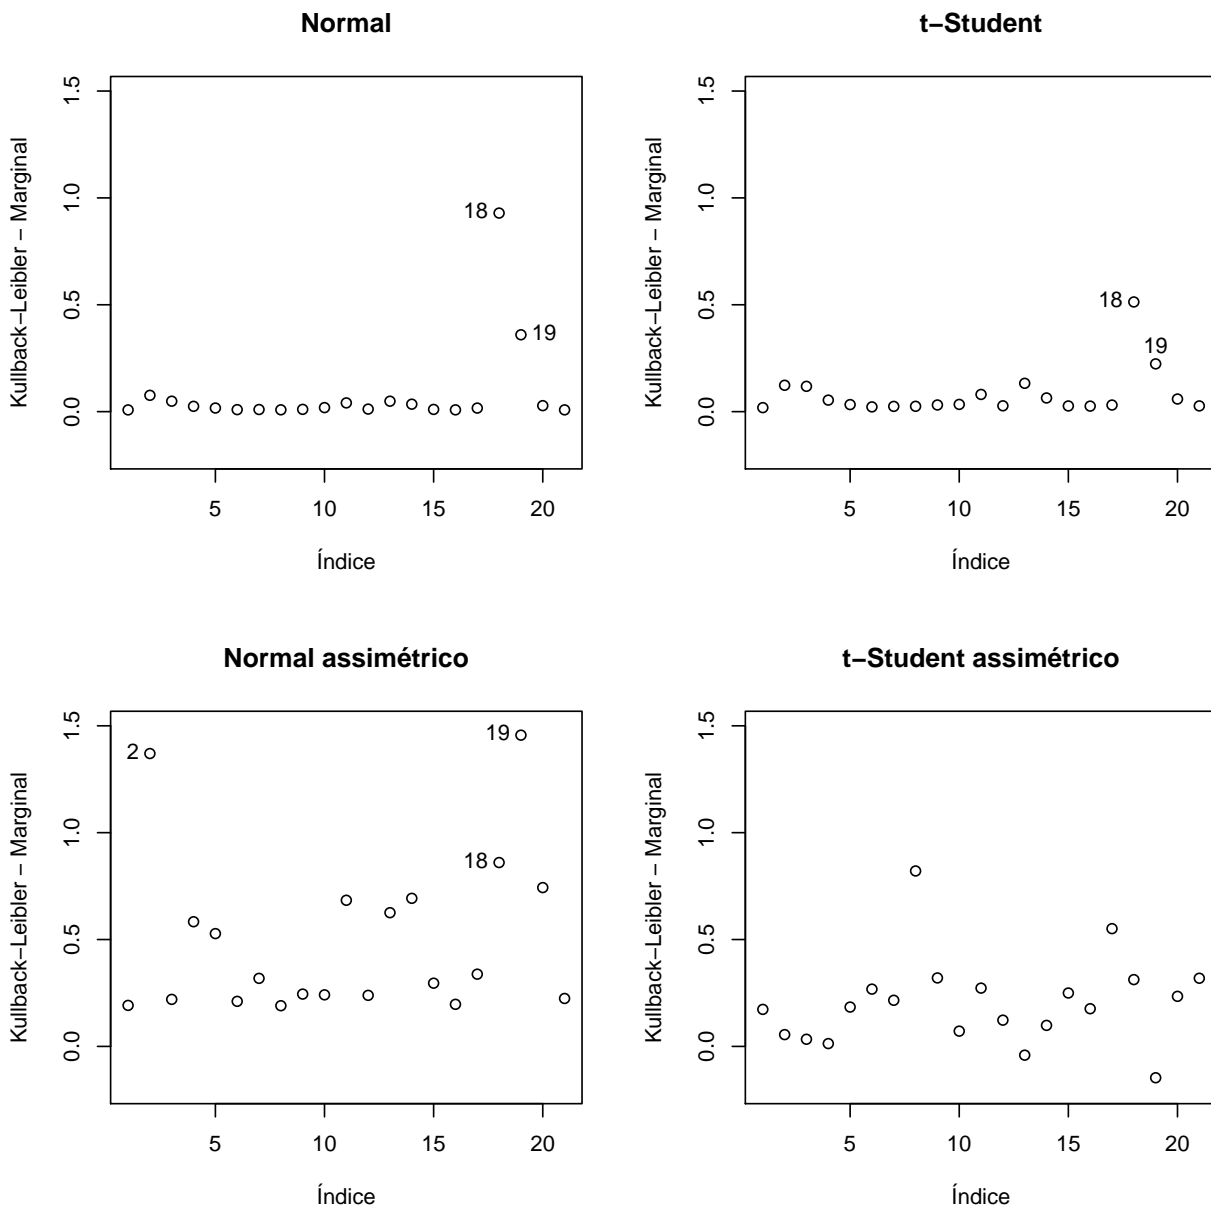 Normal
Kullback−Leibler − Marginal
1.5
1.0
0.5
0.0
18
19
5 10 15 20
Índice
t−Student
Kullback−Leibler − Marginal
1.5
1.0
0.5
0.0
18
19
5 10 15 20
Índice
Normal assimétrico
Kullback−Leibler − Marginal
1.5
1.0
0.5
0.0
2
19
18
5 10 15 20
Índice
t−Student assimétrico
Kullback−Leibler − Marginal
1.5
1.0
0.5
0.0
5 10 15 20
Índice